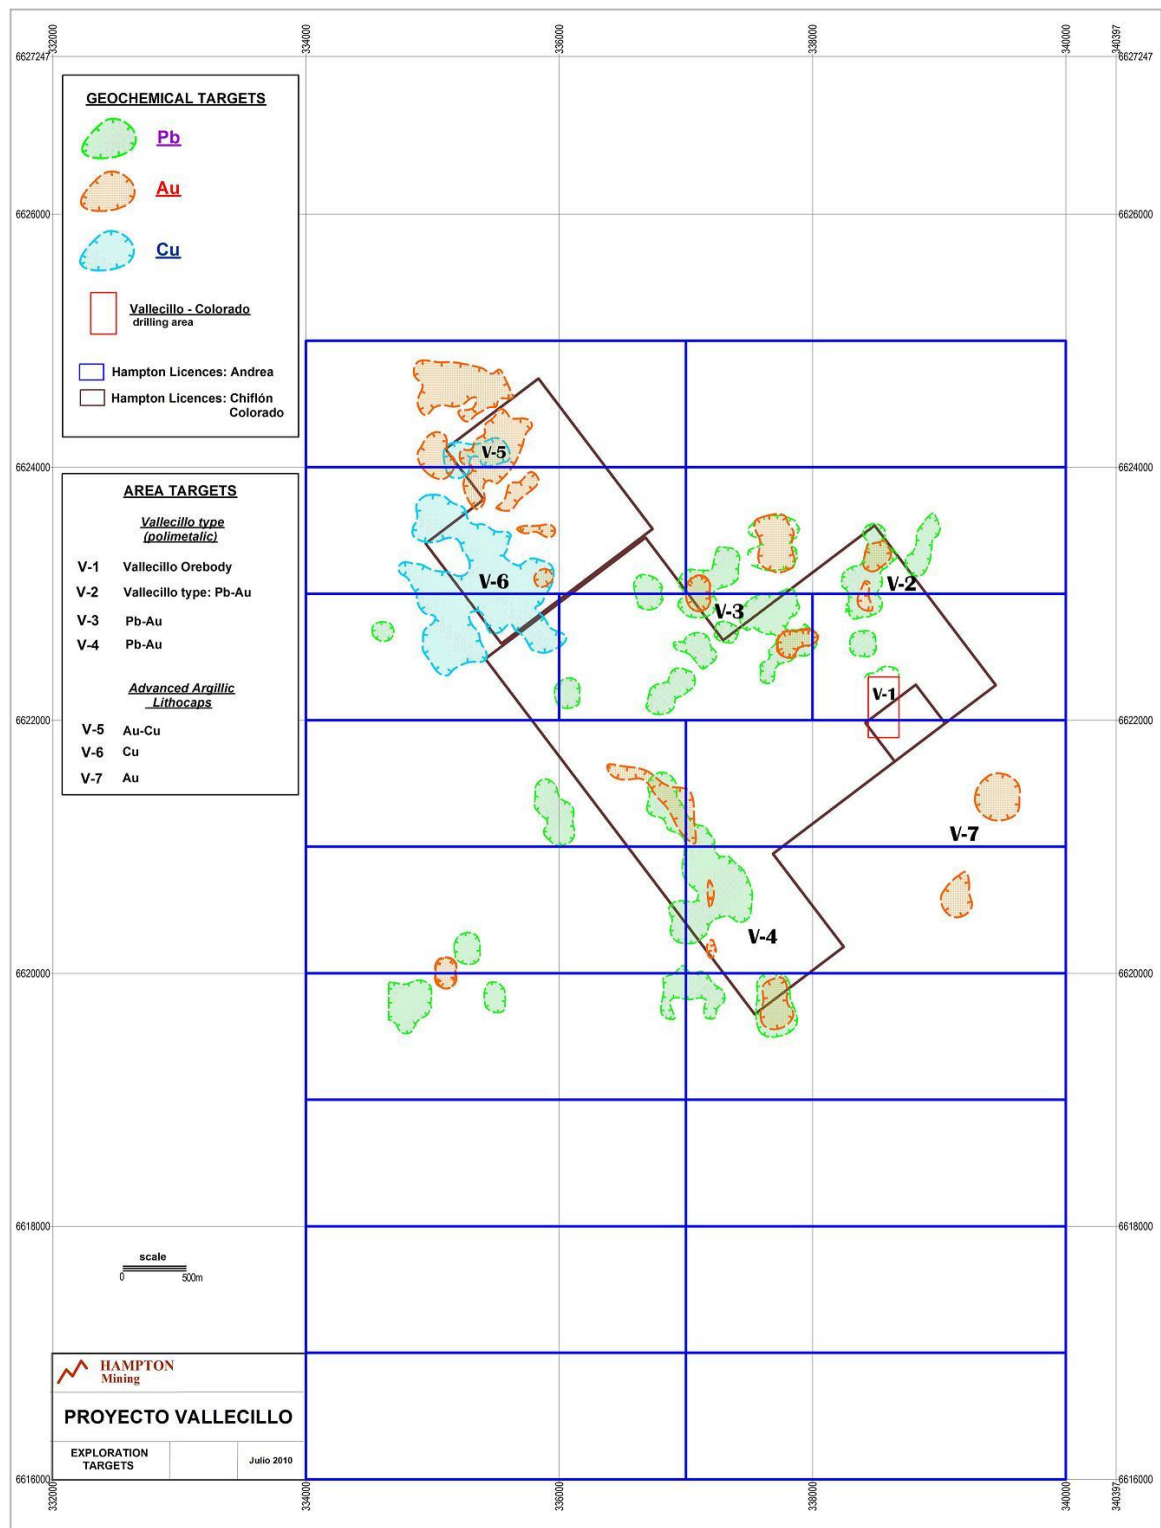 332000
334000
336000
338000
340000
340397
6627247
6627247
GEOCHEMICAL TARGETS
Pb
Au
Cu
Vallecillo - Colorado
drilling area
Hampton Licences: Andrea
Hampton Licences: Chiflón
Colorado
6626000
6626000
6624000
6624000
AREA TARGETS
Vallecillo type
(polimetalic)
V-1 Vallecillo Orebody
V-2 Vallecillo type: Pb-Au
V-3 Pb-Au
V-4 Pb-Au
Advanced Argillic
Lithocaps
V-5 Au-Cu
V-6 Cu
V-7 Au
V-5
V-6
V-2
V-3
V-1
V-7
V-4
6622000
6622000
6620000
6620000
6618000
6618000
scale
0 500m
HAMPTON
Mining
PROYECTO VALLECILLO
EXPLORATION
TARGETS
Julio 2010
6616000
6616000
332000
334000
336000
338000
340000
340397